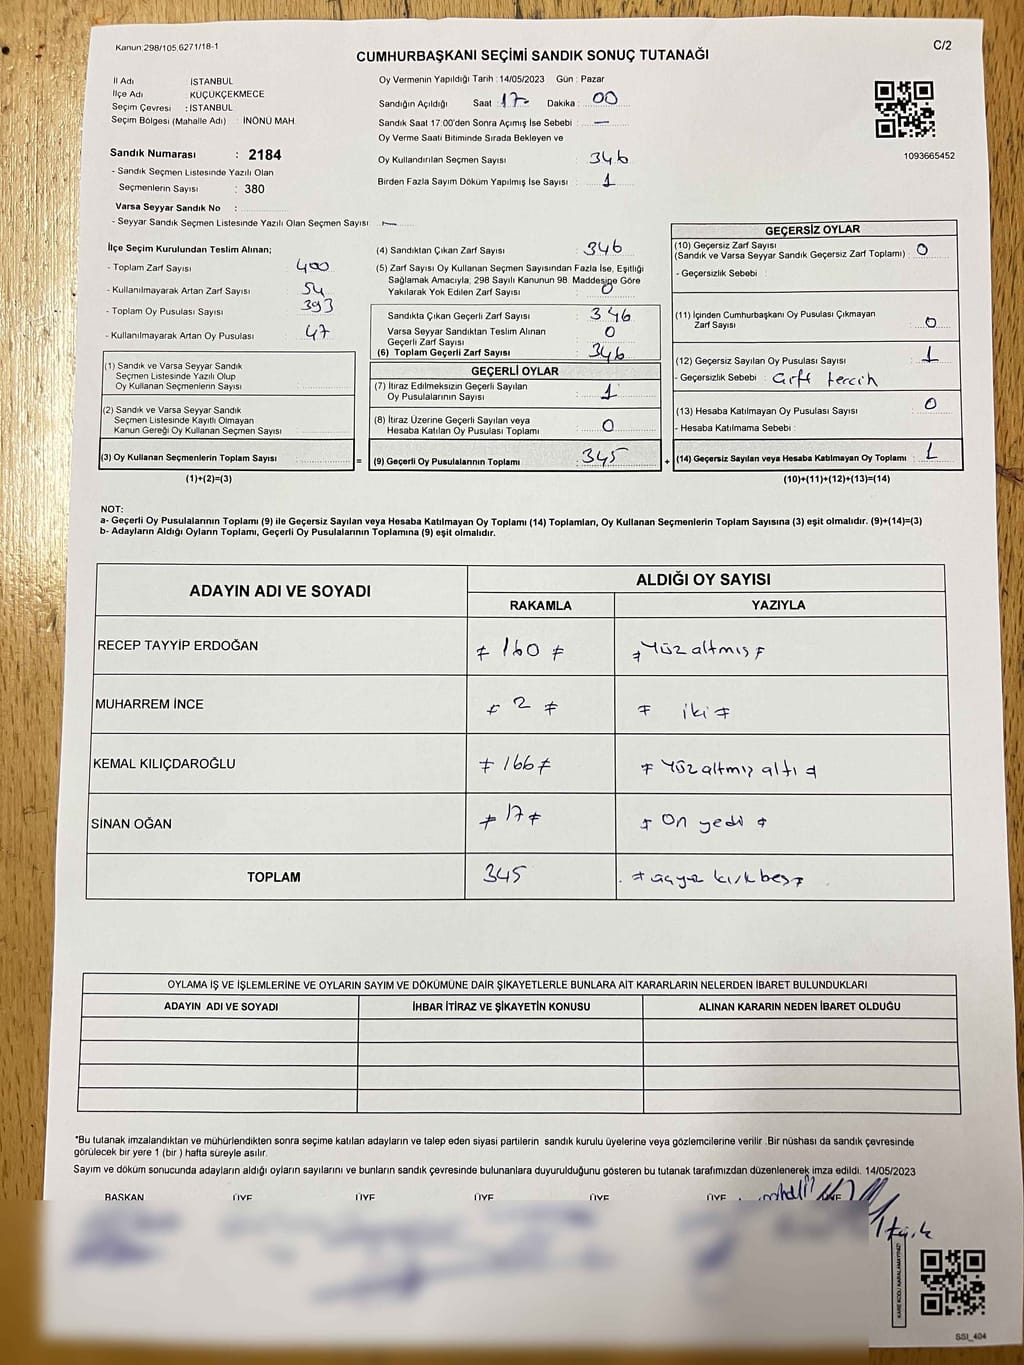 Kanun.298/105,6271/18-1
C/2
CUMHURBAŞKANI SEÇİMİ SANDIK SONUÇ TUTANAĞI
İl Adı : İSTANBUL
İlçe Adı : KÜÇÜKÇEKMECE
Seçim Çevresi : İSTANBUL
Seçim Bölgesi (Mahalle Adı) : İNÖNÜ MAH.
Sandık Numarası : 2184
- Sandık Seçmen Listesinde Yazılı Olan
Seçmenlerin Sayısı : 380
Varsa Seyyar Sandık No :
- Seyyar Sandık Seçmen Listesinde Yazılı Olan Seçmen Sayısı : —
Oy Vermenin Yapıldığı Tarih : 14/05/2023 Gün : Pazar
Sandığın Açıldığı Saat : 17- Dakika : 00
Sandık Saat 17.00'den Sonra Açımış İse Sebebi : —
Oy Verme Saati Bitiminde Sırada Bekleyen ve
Oy Kullandırılan Seçmen Sayısı : 346
Birden Fazla Sayım Döküm Yapılmış İse Sayısı : 1
1093665452
İlçe Seçim Kurulundan Teslim Alınan;
- Toplam Zarf Sayısı : 400
- Kullanılmayarak Artan Zarf Sayısı : 54
- Toplam Oy Pusulası Sayısı : 393
- Kullanılmayarak Artan Oy Pusulası : 47
(1) Sandık ve Varsa Seyyar Sandık
Seçmen Listesinde Yazılı Olup
Oy Kullanan Seçmenlerin Sayısı :
(2) Sandık ve Varsa Seyyar Sandık
Seçmen Listesinde Kayıtlı Olmayan
Kanun Gereği Oy Kullanan Seçmen Sayısı :
(3) Oy Kullanan Seçmenlerin Toplam Sayısı : =
(1)+(2)=(3)
(4) Sandıktan Çıkan Zarf Sayısı : 346
(5) Zarf Sayısı Oy Kullanan Seçmen Sayısından Fazla İse, Eşitliği
Sağlamak Amacıyla; 298 Sayılı Kanunun 98. Maddesine Göre
Yakılarak Yok Edilen Zarf Sayısı : 0
Sandıkta Çıkan Geçerli Zarf Sayısı : 346
Varsa Seyyar Sandıktan Teslim Alınan
Geçerli Zarf Sayısı : 0
(6) Toplam Geçerli Zarf Sayısı : 346
GEÇERLİ OYLAR
(7) İtiraz Edilmeksizin Geçerli Sayılan
Oy Pusulalarının Sayısı : 1
(8) İtiraz Üzerine Geçerli Sayılan veya
Hesaba Katılan Oy Pusulası Toplamı : 0
(9) Geçerli Oy Pusulalarının Toplamı : 345 +
GEÇERSİZ OYLAR
(10) Geçersiz Zarf Sayısı
(Sandık ve Varsa Seyyar Sandık Geçersiz Zarf Toplamı) : 0
- Geçersizlik Sebebi :
(11) İçinden Cumhurbaşkanı Oy Pusulası Çıkmayan
Zarf Sayısı : 0
(12) Geçersiz Sayılan Oy Pusulası Sayısı : 1
- Geçersizlik Sebebi : Çift tercih
(13) Hesaba Katılmayan Oy Pusulası Sayısı : 0
- Hesaba Katılmama Sebebi :
(14) Geçersiz Sayılan veya Hesaba Katılmayan Oy Toplamı : 1
(10)+(11)+(12)+(13)=(14)
NOT:
a- Geçerli Oy Pusulalarının Toplamı (9) ile Geçersiz Sayılan veya Hesaba Katılmayan Oy Toplamı (14) Toplamları, Oy Kullanan Seçmenlerin Toplam Sayısına (3) eşit olmalıdır. (9)+(14)=(3)
b- Adayların Aldığı Oyların Toplamı, Geçerli Oy Pusulalarının Toplamına (9) eşit olmalıdır.
ADAYIN ADI VE SOYADI
ALDIĞI OY SAYISI
RAKAMLA YAZIYLA
RECEP TAYYİP ERDOĞAN ≠ 160 ≠ ≠ Yüz altmış ≠
MUHARREM İNCE ≠ 2 ≠ ≠ iki ≠
KEMAL KILIÇDAROĞLU ≠ 166 ≠ ≠ Yüz altmış altı ≠
SİNAN OĞAN ≠ 17 ≠ ≠ On yedi ≠
TOPLAM 345 ≠ üçyüz kırkbeş ≠
OYLAMA İŞ VE İŞLEMLERİNE VE OYLARIN SAYIM VE DÖKÜMÜNE DAİR ŞİKAYETLERLE BUNLARA AİT KARARLARIN NELERDEN İBARET BULUNDUKLARI
ADAYIN ADI VE SOYADI İHBAR İTİRAZ VE ŞİKAYETİN KONUSU ALINAN KARARIN NEDEN İBARET OLDUĞU
*Bu tutanak imzalandıktan ve mühürlendikten sonra seçime katılan adayların ve talep eden siyasi partilerin sandık kurulu üyelerine veya gözlemcilerine verilir .Bir nüshası da sandık çevresinde
görülecek bir yere 1 (bir ) hafta süreyle asılır.
Sayım ve döküm sonucunda adayların aldığı oyların sayılarını ve bunların sandık çevresinde bulunanlara duyurulduğunu gösteren bu tutanak tarafımızdan düzenlenerek imza edildi. 14/05/2023
BAŞKAN ÜYE ÜYE ÜYE ÜYE ÜYE ÜYE
SSI_404